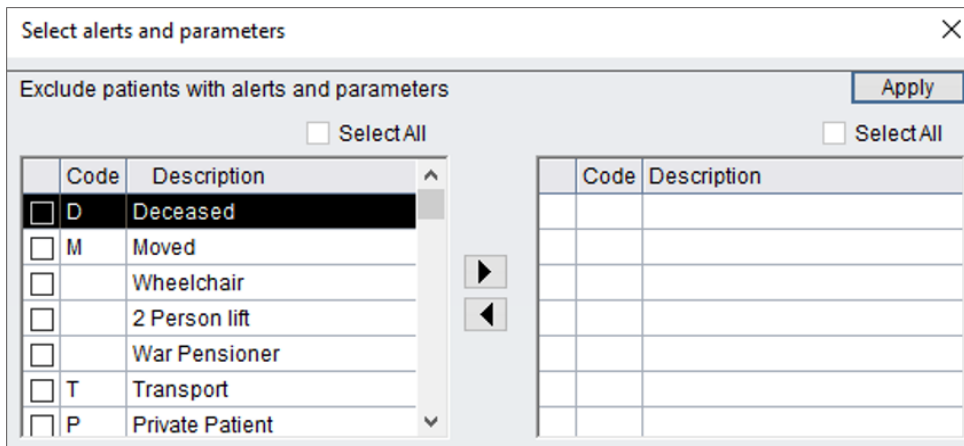 Select alerts and parameters
Exclude patients with alerts and parameters
Apply
Select All
Select All
Code Description
Code Description
D Deceased
M Moved
Wheelchair
2 Person lift
War Pensioner
T Transport
P Private Patient